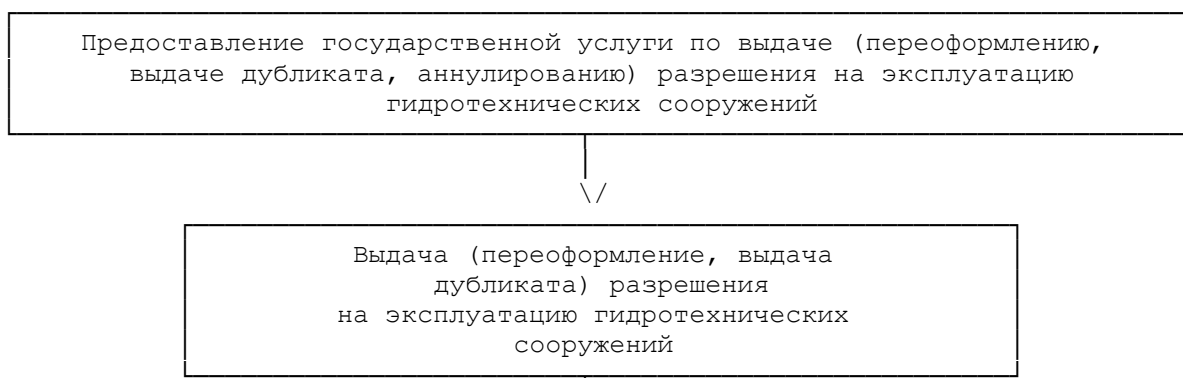 Предоставление государственной услуги по выдаче (переоформлению,
выдаче дубликата, аннулированию) разрешения на эксплуатацию
гидротехнических сооружений
\/
Выдача (переоформление, выдача
дубликата) разрешения
на эксплуатацию гидротехнических
сооружений